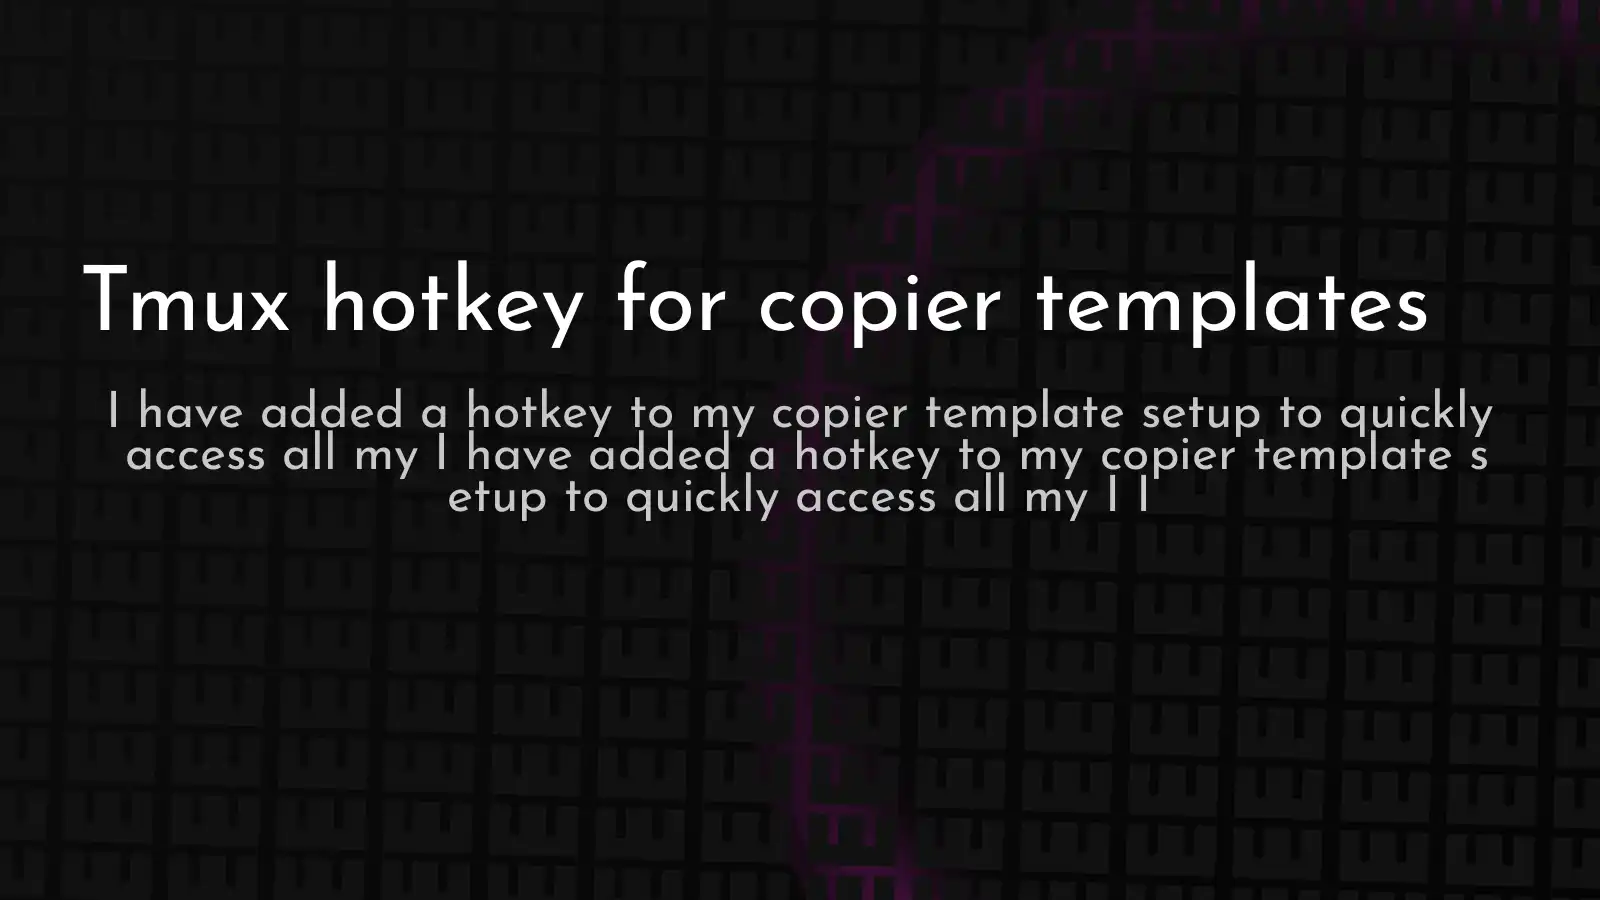 Tmux hotkey for copier templates
I have added a hotkey to my copier template setup to quickly
access all my I have added a hotkey to my copier template s
etup to quickly access all my I I